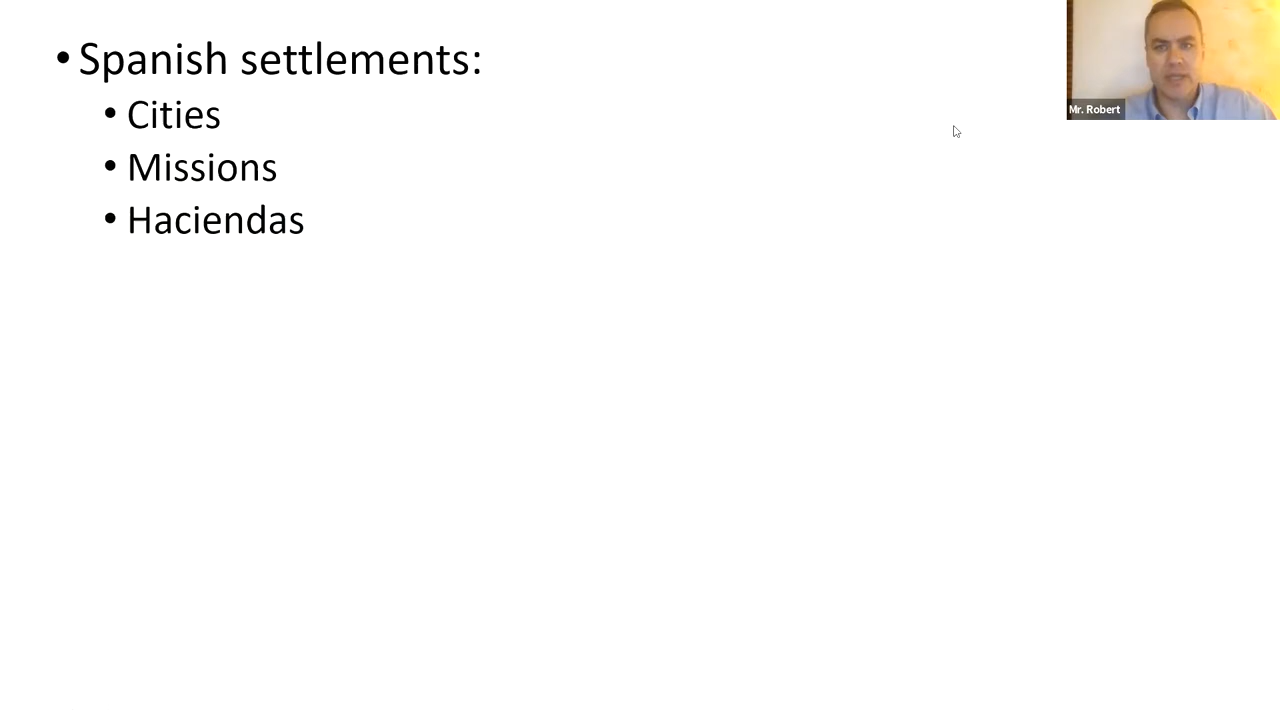 • Spanish settlements:
• Cities
• Missions
• Haciendas
Mr. Robert